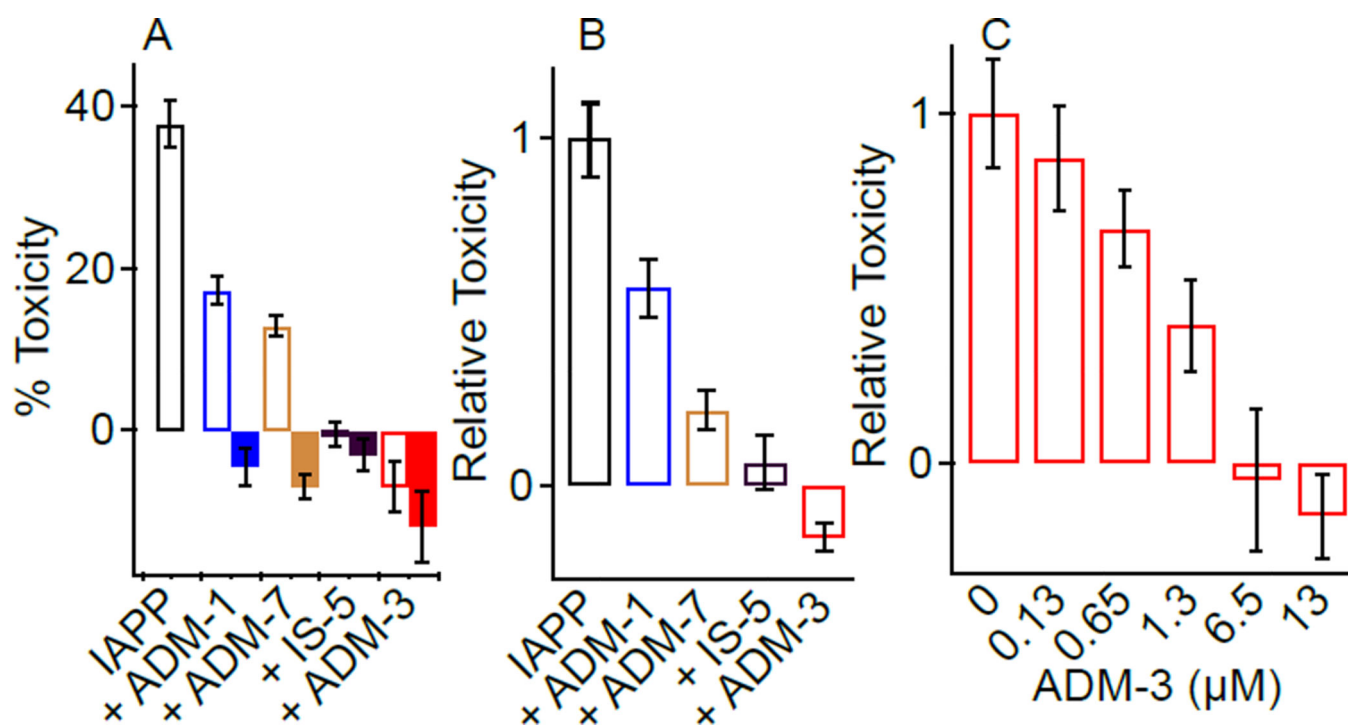 A
% Toxicity
40
20
0
IAPP
+ ADM-1
+ ADM-7
+ IS-5
+ ADM-3
B
Relative Toxicity
1
0
IAPP
+ ADM-1
+ ADM-7
+ IS-5
+ ADM-3
C
Relative Toxicity
1
0
0
0.13
0.65
1.3
6.5
13
ADM-3 (µM)